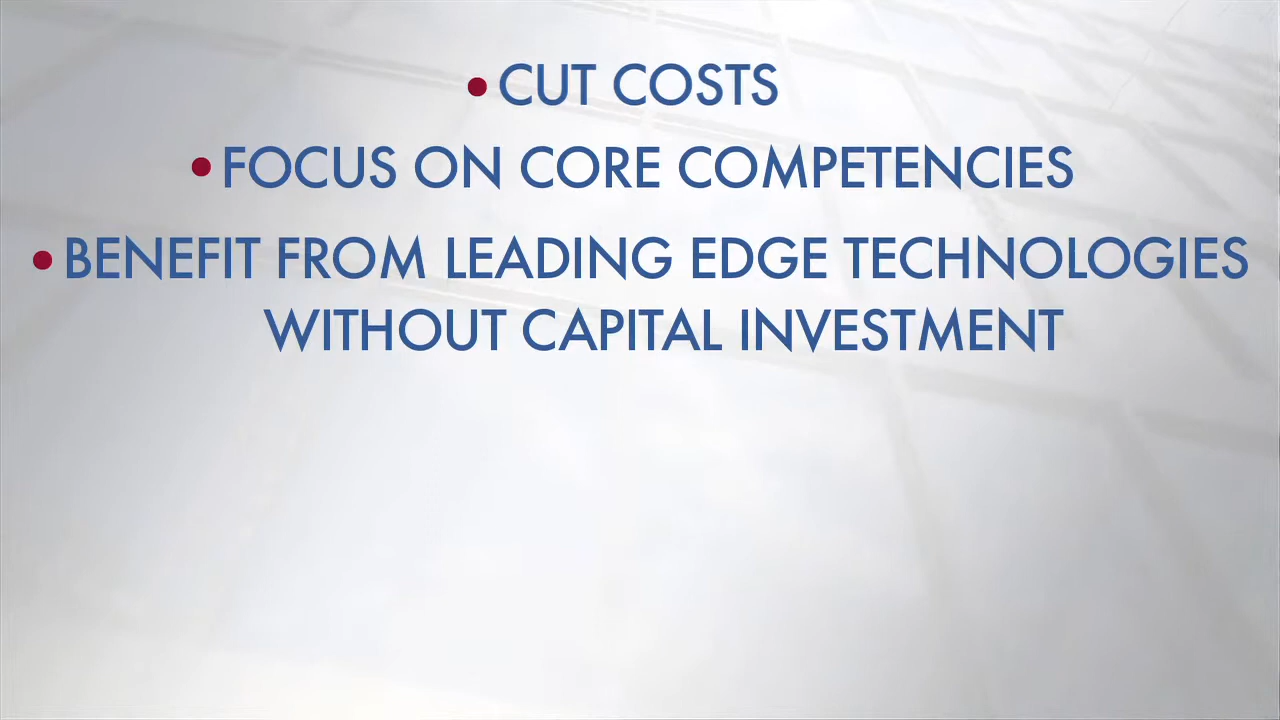 • CUT COSTS
• FOCUS ON CORE COMPETENCIES
• BENEFIT FROM LEADING EDGE TECHNOLOGIES
WITHOUT CAPITAL INVESTMENT